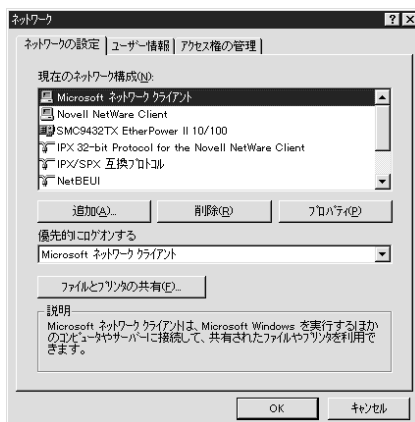 ネットワーク
ネットワークの設定 ユーザー情報 アクセス権の管理
現在のネットワーク構成(N):
Microsoft ネットワーク クライアント
Novell NetWare Client
SMC9432TX EtherPower II 10/100
IPX 32-bit Protocol for the Novell NetWare Client
IPX/SPX 互換プロトコル
NetBEUI
追加(A)... 削除(R) プロパティ(P)
優先的にログオンする
Microsoft ネットワーク クライアント
ファイルとプリンタの共有(F)...
説明
Microsoft ネットワーク クライアントは、Microsoft Windows を実行するほか
のコンピュータやサーバーに接続して、共有されたファイルやプリンタを利用で
きます。
OK キャンセル